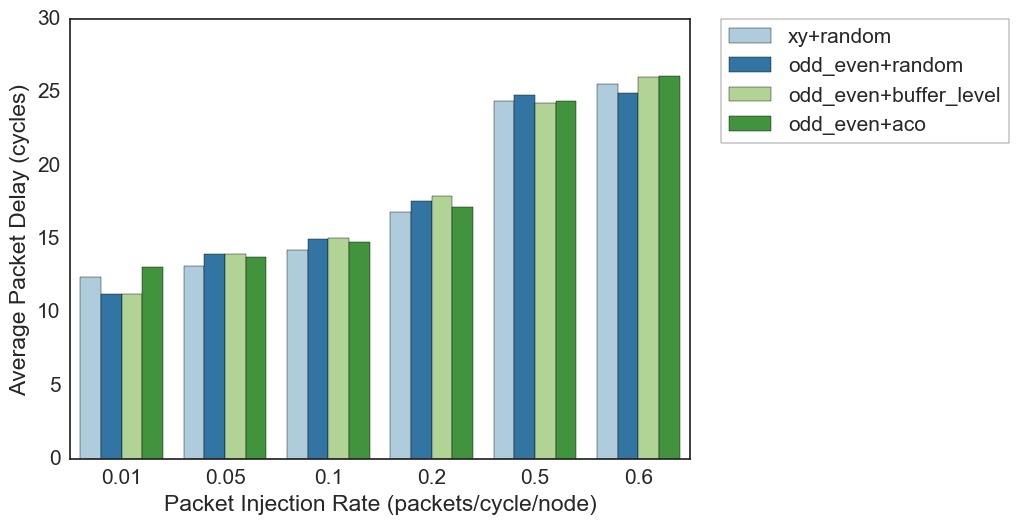 30
25
20
15
10
5
0
Average Packet Delay (cycles)
0.01 0.05 0.1 0.2 0.5 0.6
Packet Injection Rate (packets/cycle/node)
xy+random
odd_even+random
odd_even+buffer_level
odd_even+aco